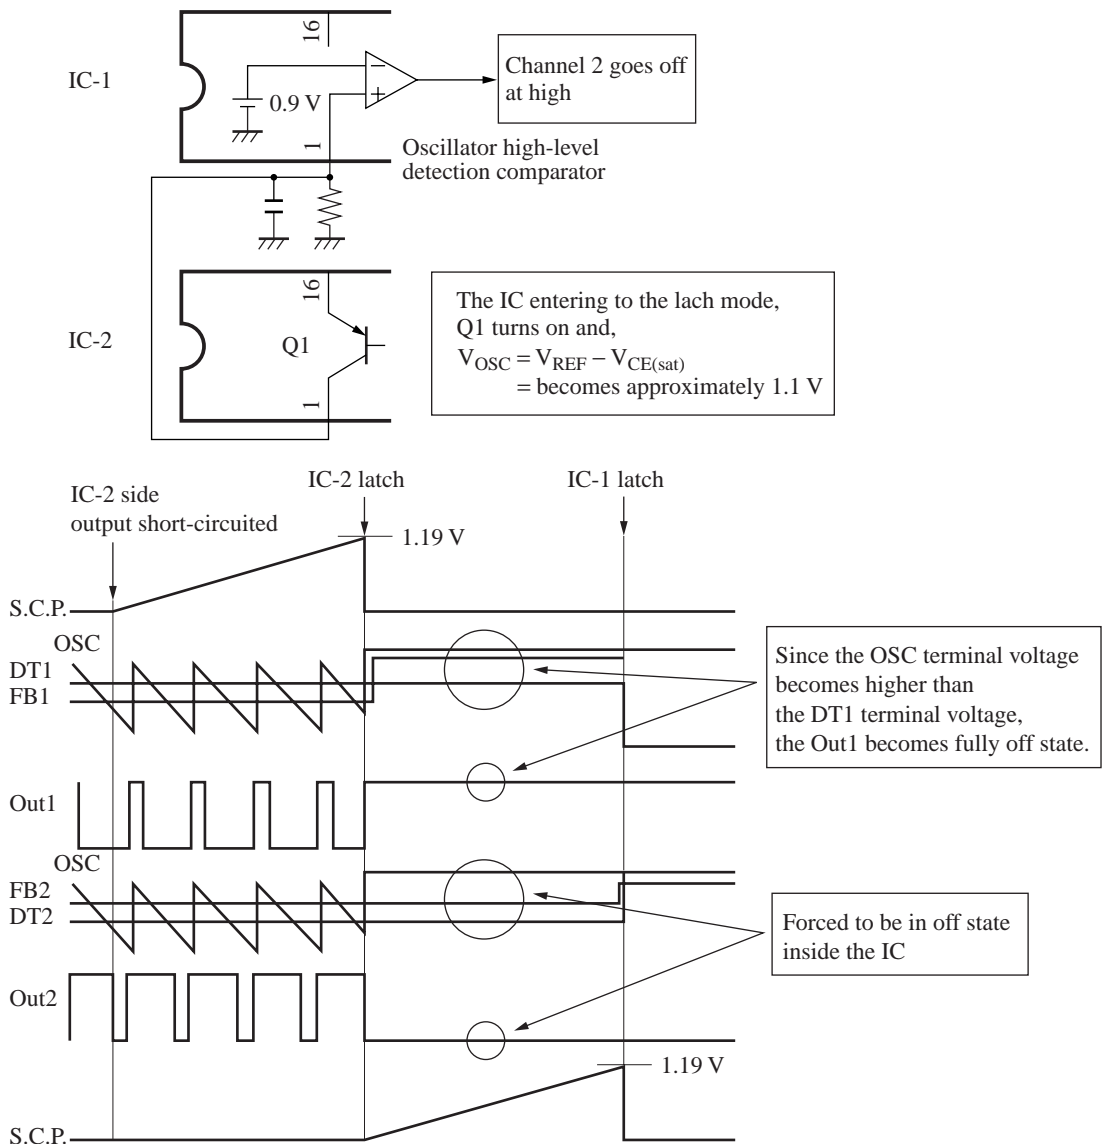 16
IC-1
0.9 V
1
Channel 2 goes off
at high
Oscillator high-level
detection comparator
16
IC-2
Q1
1
The IC entering to the lach mode,
Q1 turns on and,
VOSC = VREF − VCE(sat)
= becomes approximately 1.1 V
IC-2 side
output short-circuited
IC-2 latch
IC-1 latch
1.19 V
S.C.P.
OSC
DT1
FB1
Since the OSC terminal voltage
becomes higher than
the DT1 terminal voltage,
the Out1 becomes fully off state.
Out1
OSC
FB2
DT2
Forced to be in off state
inside the IC
Out2
1.19 V
S.C.P.